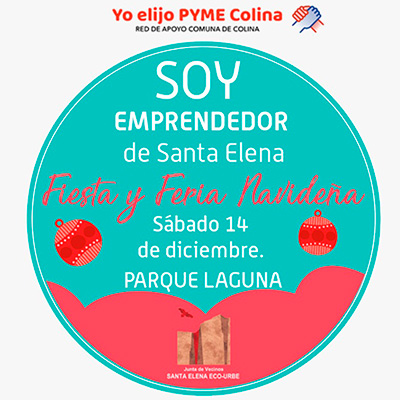 Yo elijo PYME Colina
RED DE APOYO COMUNA DE COLINA
SOY
EMPRENDEDOR
de Santa Elena
Fiesta y Feria Navideña
Sábado 14
de diciembre.
PARQUE LAGUNA
Junta de Vecinos
SANTA ELENA ECO-URBE